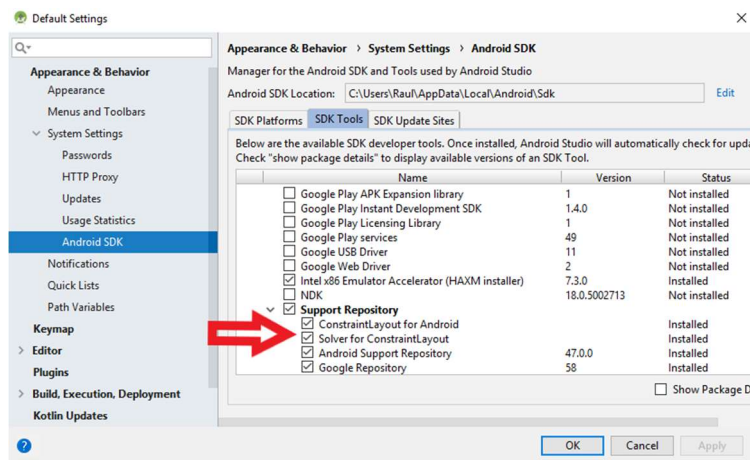 Default Settings
Appearance & Behavior
Appearance
Menus and Toolbars
System Settings
Passwords
HTTP Proxy
Updates
Usage Statistics
Android SDK
Notifications
Quick Lists
Path Variables
Keymap
Editor
Plugins
Build, Execution, Deployment
Kotlin Updates
Appearance & Behavior › System Settings › Android SDK
Manager for the Android SDK and Tools used by Android Studio
Android SDK Location: C:\Users\Raul\AppData\Local\Android\Sdk Edit
SDK Platforms SDK Tools SDK Update Sites
Below are the available SDK developer tools. Once installed, Android Studio will automatically check for upda
Check "show package details" to display available versions of an SDK Tool.
Name Version Status
Google Play APK Expansion library 1 Not installed
Google Play Instant Development SDK 1.4.0 Not installed
Google Play Licensing Library 1 Not installed
Google Play services 49 Not installed
Google USB Driver 11 Not installed
Google Web Driver 2 Not installed
Intel x86 Emulator Accelerator (HAXM installer) 7.3.0 Installed
NDK 18.0.5002713 Not installed
Support Repository
ConstraintLayout for Android Installed
Solver for ConstraintLayout Installed
Android Support Repository 47.0.0 Installed
Google Repository 58 Installed
Show Package D
? OK Cancel Apply